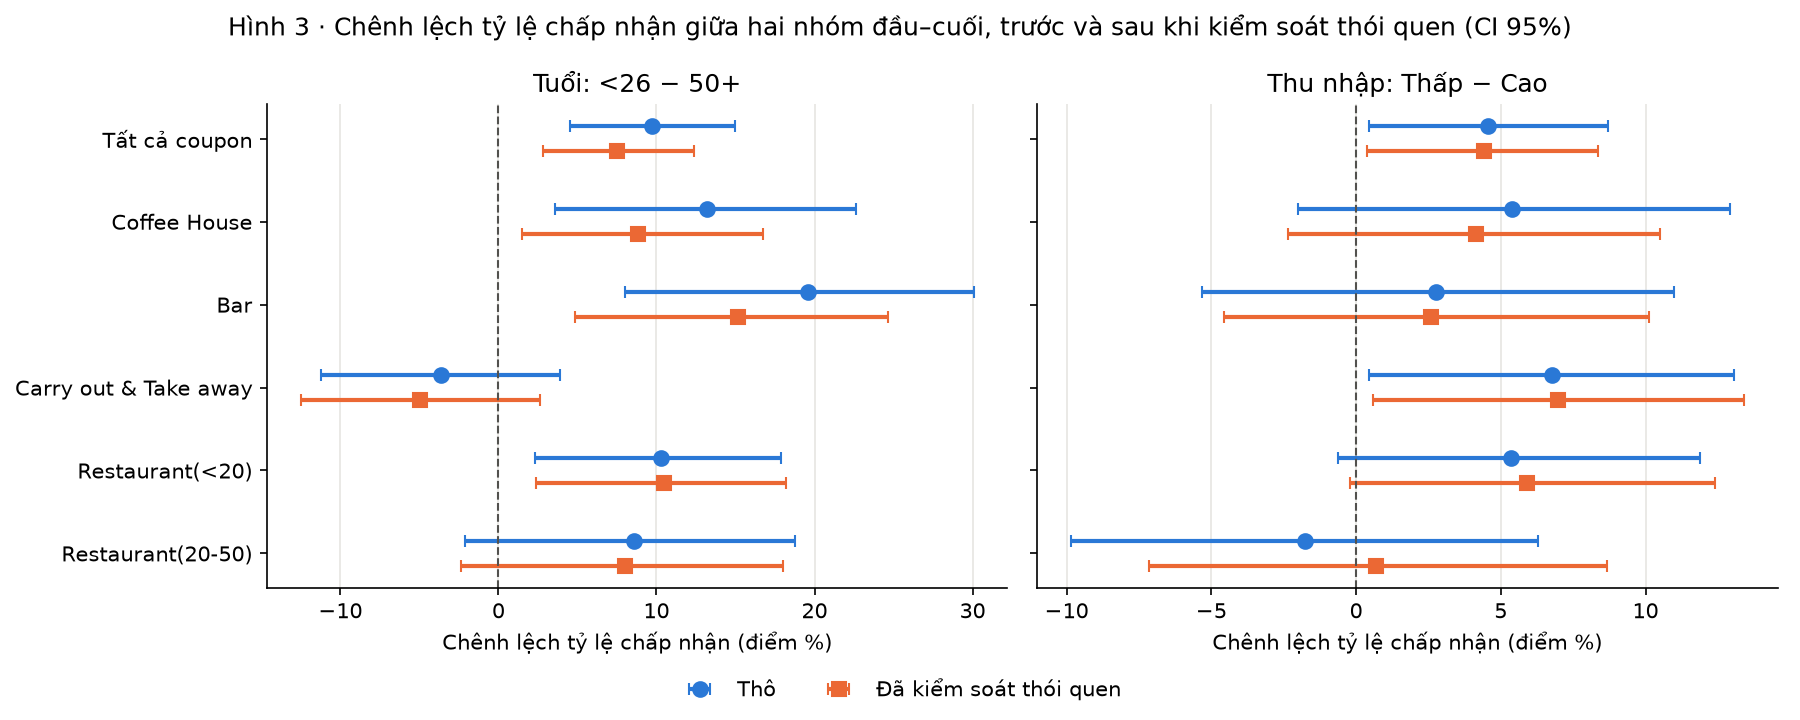 Hình 3 · Chênh lệch tỷ lệ chấp nhận giữa hai nhóm đầu–cuối, trước và sau khi kiểm soát thói quen (CI 95%)
Tuổi: <26 − 50+
Tất cả coupon
Coffee House
Bar
Carry out & Take away
Restaurant(<20)
Restaurant(20-50)
−10 0 10 20 30
Chênh lệch tỷ lệ chấp nhận (điểm %)
Thu nhập: Thấp − Cao
−10 −5 0 5 10
Chênh lệch tỷ lệ chấp nhận (điểm %)
Thô
Đã kiểm soát thói quen